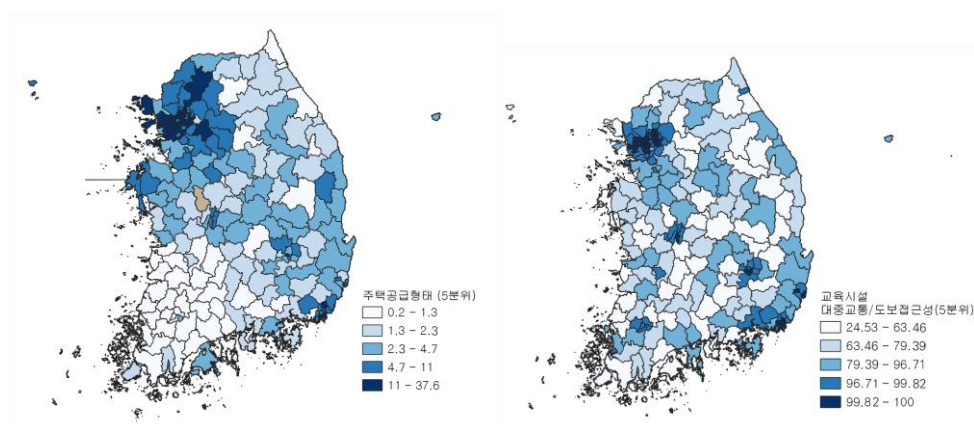 주택공급형태 (5분위)
0.2 - 1.3
1.3 - 2.3
2.3 - 4.7
4.7 - 11
11 - 37.6
교육시설
대중교통/도보접근성(5분위)
24.53 - 63.46
63.46 - 79.39
79.39 - 96.71
96.71 - 99.82
99.82 - 100